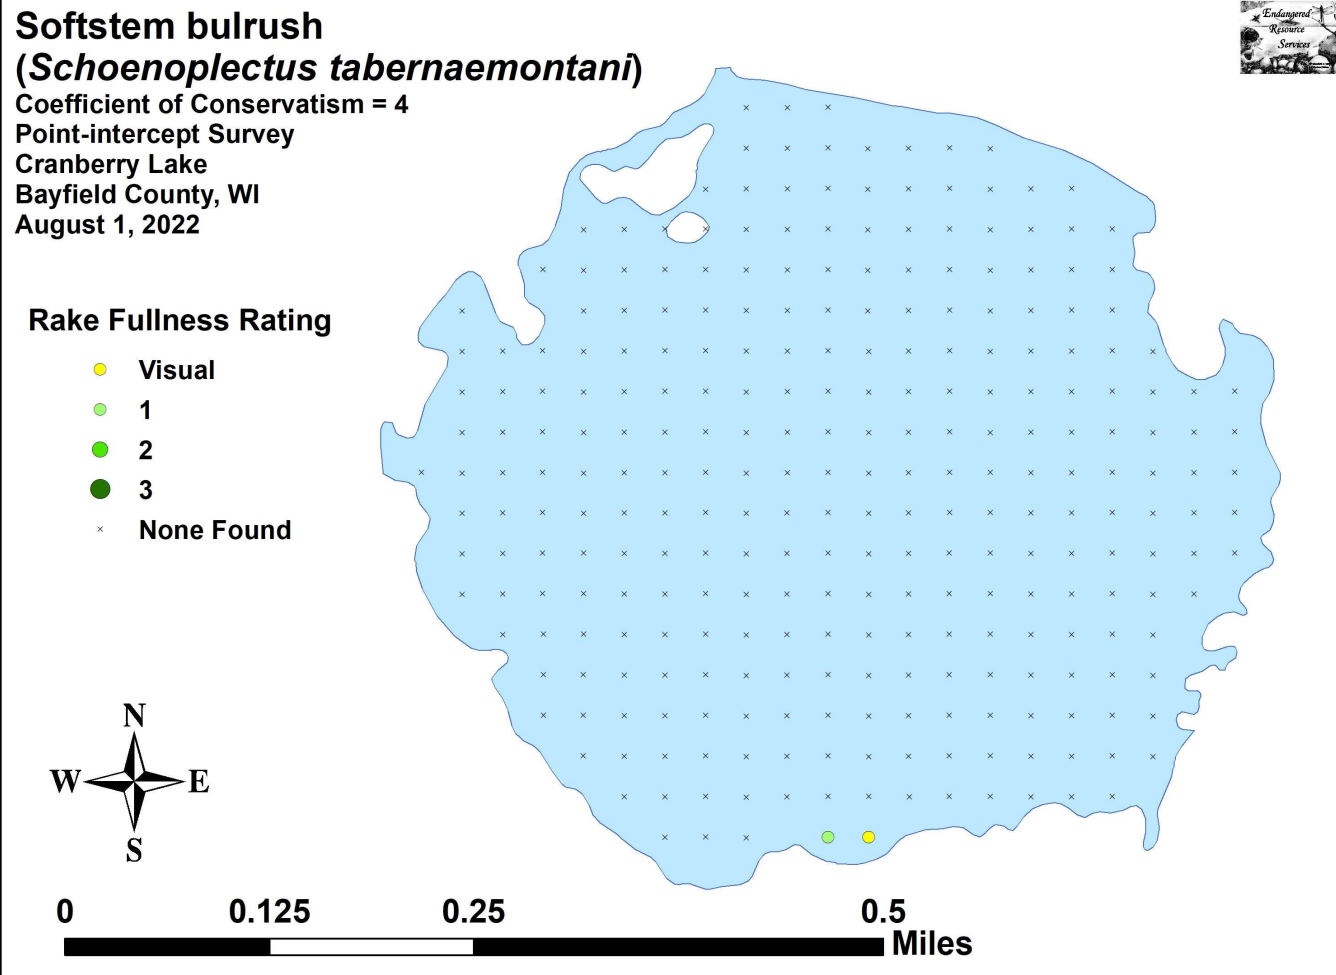 Softstem bulrush
(Schoenoplectus tabernaemontani)
Coefficient of Conservatism = 4
Point-intercept Survey
Cranberry Lake
Bayfield County, WI
August 1, 2022
Endangered
Resource
Services
Rake Fullness Rating
Visual
1
2
3
None Found
N
W E
S
0 0.125 0.25 0.5
Miles